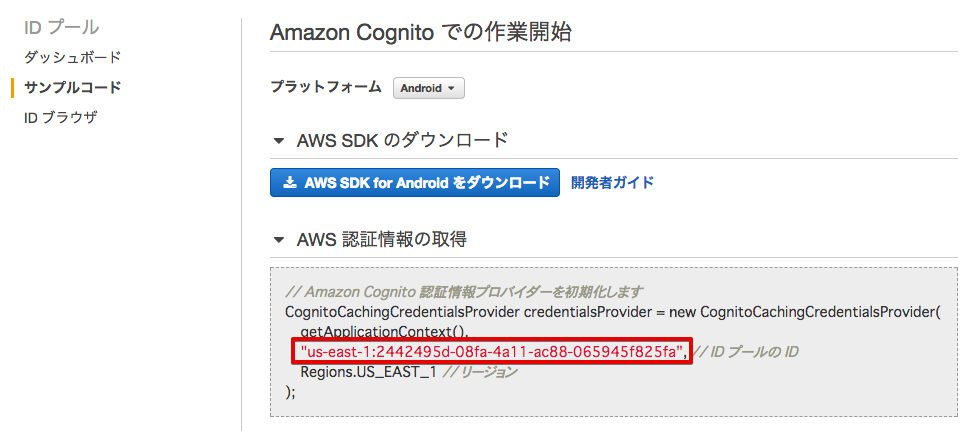 ID プール
ダッシュボード
サンプルコード
ID ブラウザ
Amazon Cognito での作業開始
プラットフォーム Android
AWS SDK のダウンロード
AWS SDK for Android をダウンロード 開発者ガイド
AWS 認証情報の取得
// Amazon Cognito 認証情報プロバイダーを初期化します
CognitoCachingCredentialsProvider credentialsProvider = new CognitoCachingCredentialsProvider(
getApplicationContext(),
"us-east-1:2442495d-08fa-4a11-ac88-065945f825fa", // ID プールの ID
Regions.US_EAST_1 // リージョン
);